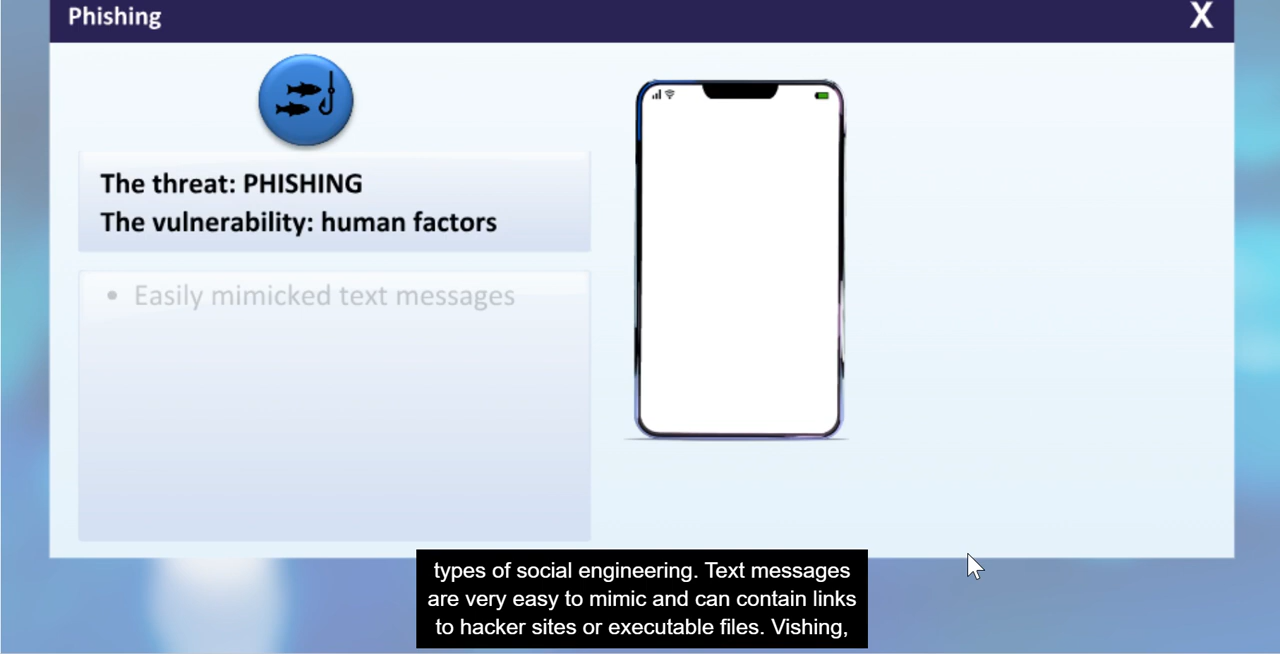 Phishing
X
The threat: PHISHING
The vulnerability: human factors
• Easily mimicked text messages
types of social engineering. Text messages
are very easy to mimic and can contain links
to hacker sites or executable files. Vishing,